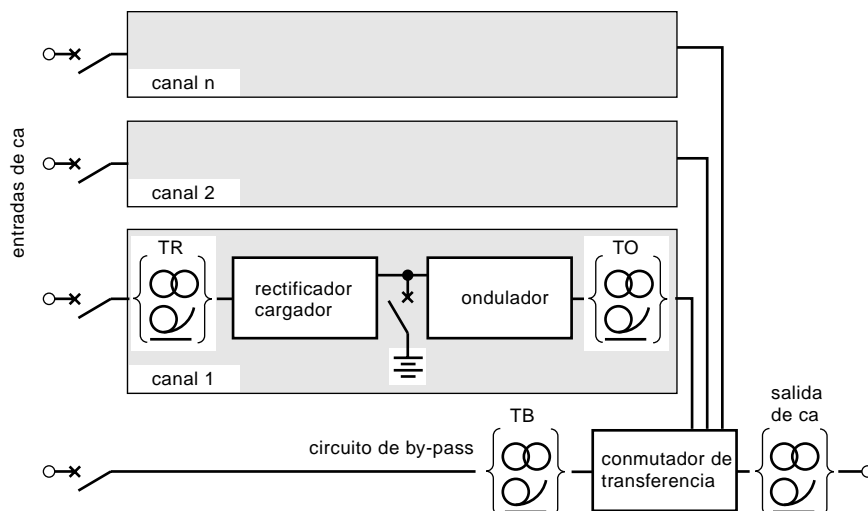 entradas de ca
canal n
canal 2
TR
rectificador
cargador
ondulador
TO
canal 1
circuito de by-pass
TB
conmutador de
transferencia
salida
de ca